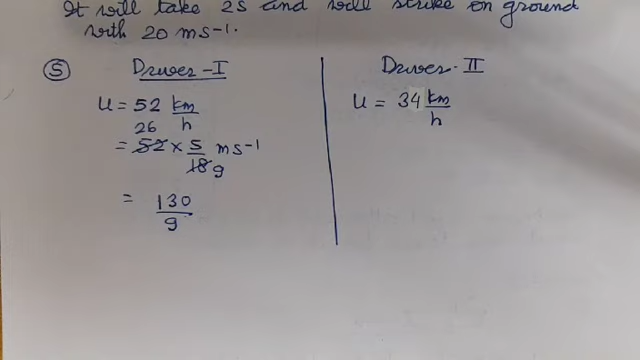 It will take 2s and will strike on ground
with 20 ms⁻¹.
⑤ Driver-I
U = 52 km/h
26
= 52 × 5/18 ms⁻¹
9
= 130/9
Driver-II
U = 34 km/h